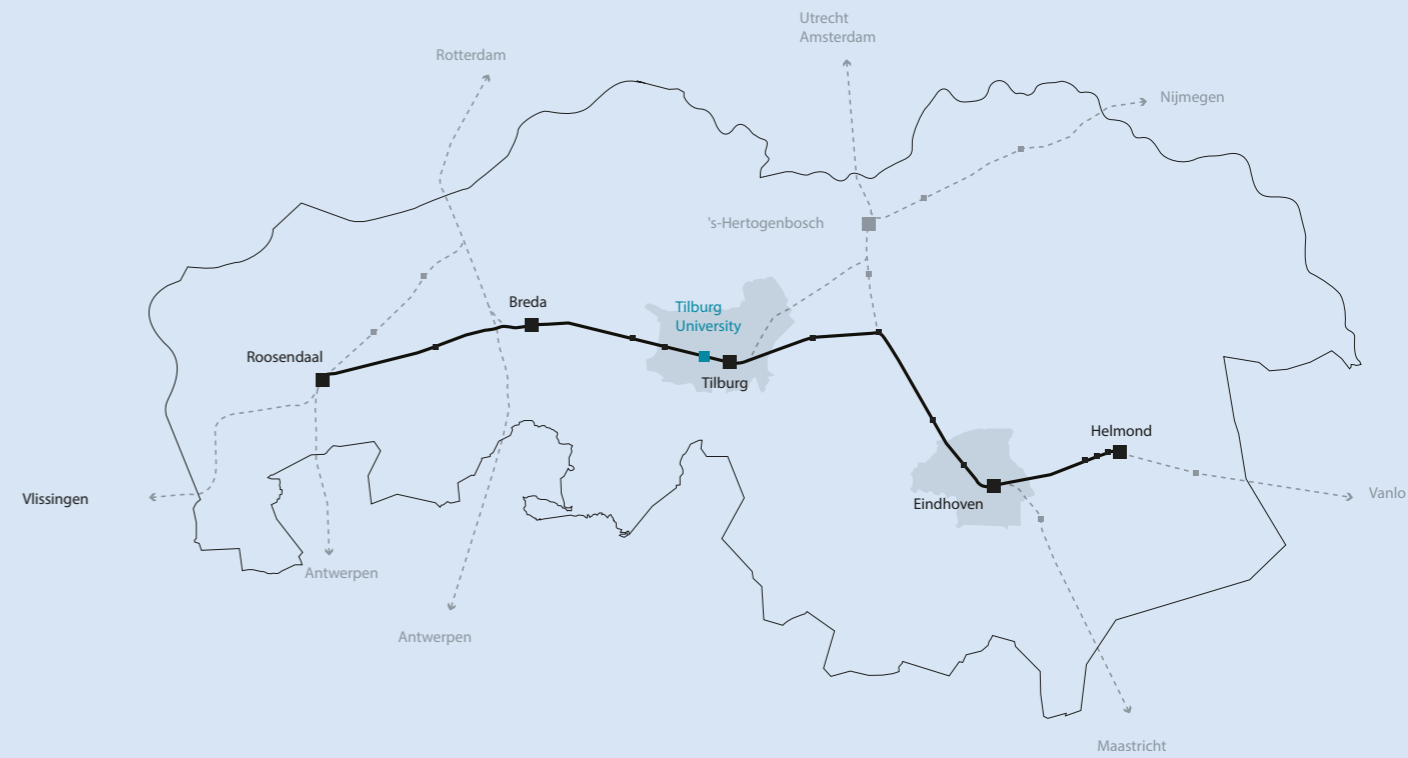 Utrecht
Amsterdam
Rotterdam
Nijmegen
's-Hertogenbosch
Breda
Tilburg
University
Roosendaal
Tilburg
Helmond
Vlissingen
Eindhoven
Vanlo
Antwerpen
Antwerpen
Maastricht